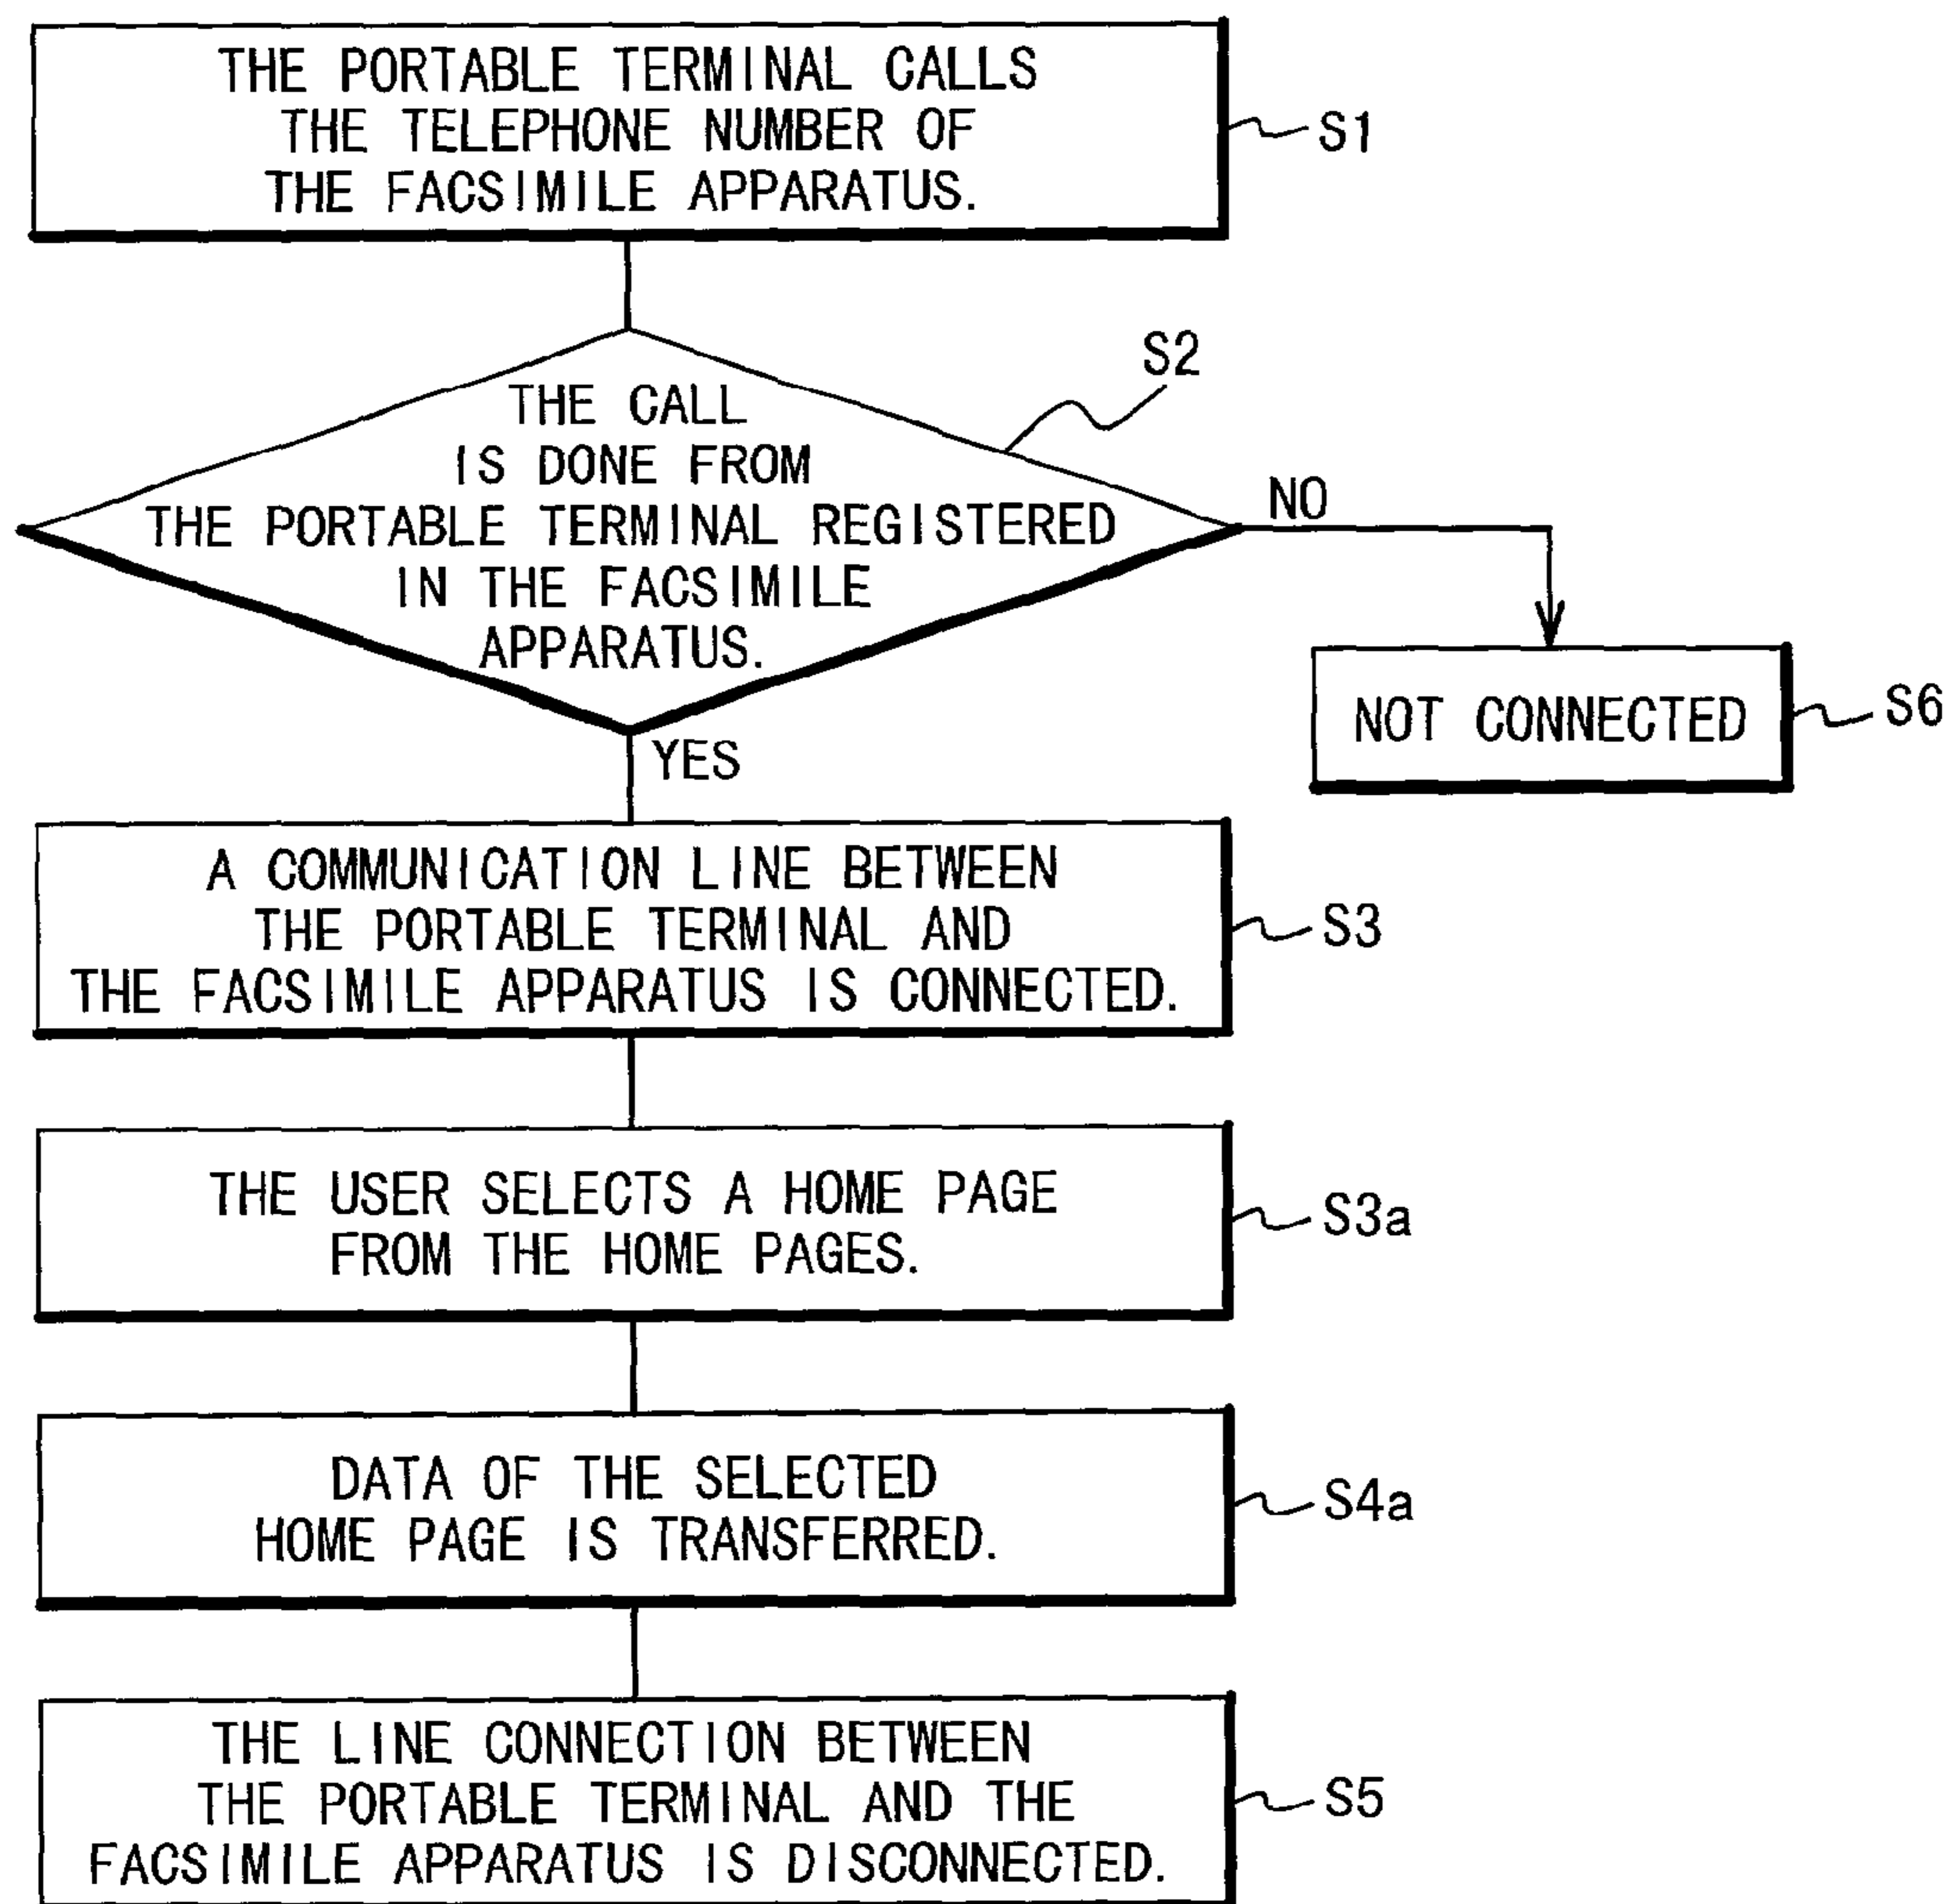 THE PORTABLE TERMINAL CALLS
THE TELEPHONE NUMBER OF
THE FACSIMILE APPARATUS.
S1
S2
THE CALL
IS DONE FROM
THE PORTABLE TERMINAL REGISTERED
IN THE FACSIMILE
APPARATUS.
NO
NOT CONNECTED
S6
YES
A COMMUNICATION LINE BETWEEN
THE PORTABLE TERMINAL AND
THE FACSIMILE APPARATUS IS CONNECTED.
S3
THE USER SELECTS A HOME PAGE
FROM THE HOME PAGES.
S3a
DATA OF THE SELECTED
HOME PAGE IS TRANSFERRED.
S4a
THE LINE CONNECTION BETWEEN
THE PORTABLE TERMINAL AND THE
FACSIMILE APPARATUS IS DISCONNECTED.
S5